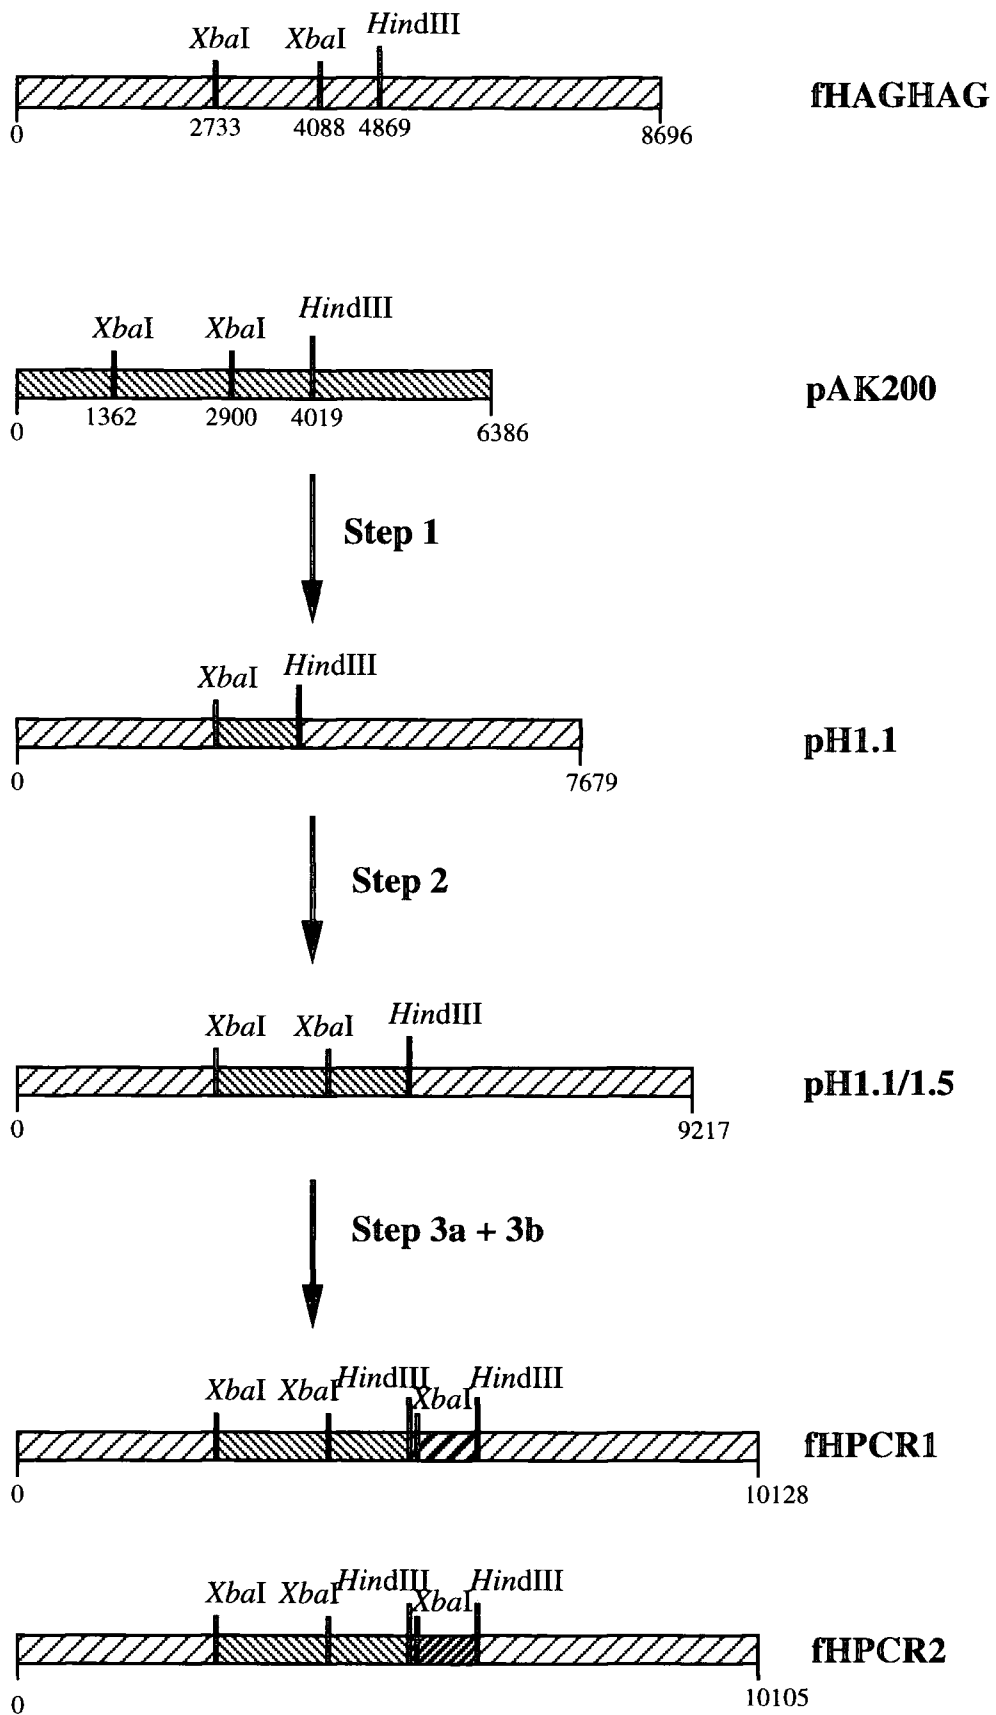 XbaI XbaI HindIII
fHAGHAG
0 2733 4088 4869 8696
XbaI XbaI HindIII
pAK200
0 1362 2900 4019 6386
Step 1
XbaI HindIII
pH1.1
0 7679
Step 2
XbaI XbaI HindIII
pH1.1/1.5
0 9217
Step 3a + 3b
XbaI XbaI HindIII XbaI HindIII
fHPCR1
0 10128
XbaI XbaI HindIII XbaI HindIII
fHPCR2
0 10105